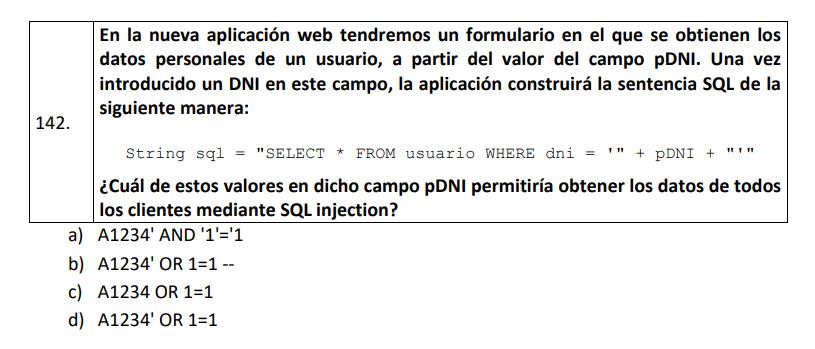 En la nueva aplicación web tendremos un formulario en el que se obtienen los
datos personales de un usuario, a partir del valor del campo pDNI. Una vez
introducido un DNI en este campo, la aplicación construirá la sentencia SQL de la
siguiente manera:
142.
String sql = "SELECT * FROM usuario WHERE dni = '" + pDNI + "'"
¿Cuál de estos valores en dicho campo pDNI permitiría obtener los datos de todos
los clientes mediante SQL injection?
a) A1234' AND '1'='1
b) A1234' OR 1=1 --
c) A1234 OR 1=1
d) A1234' OR 1=1